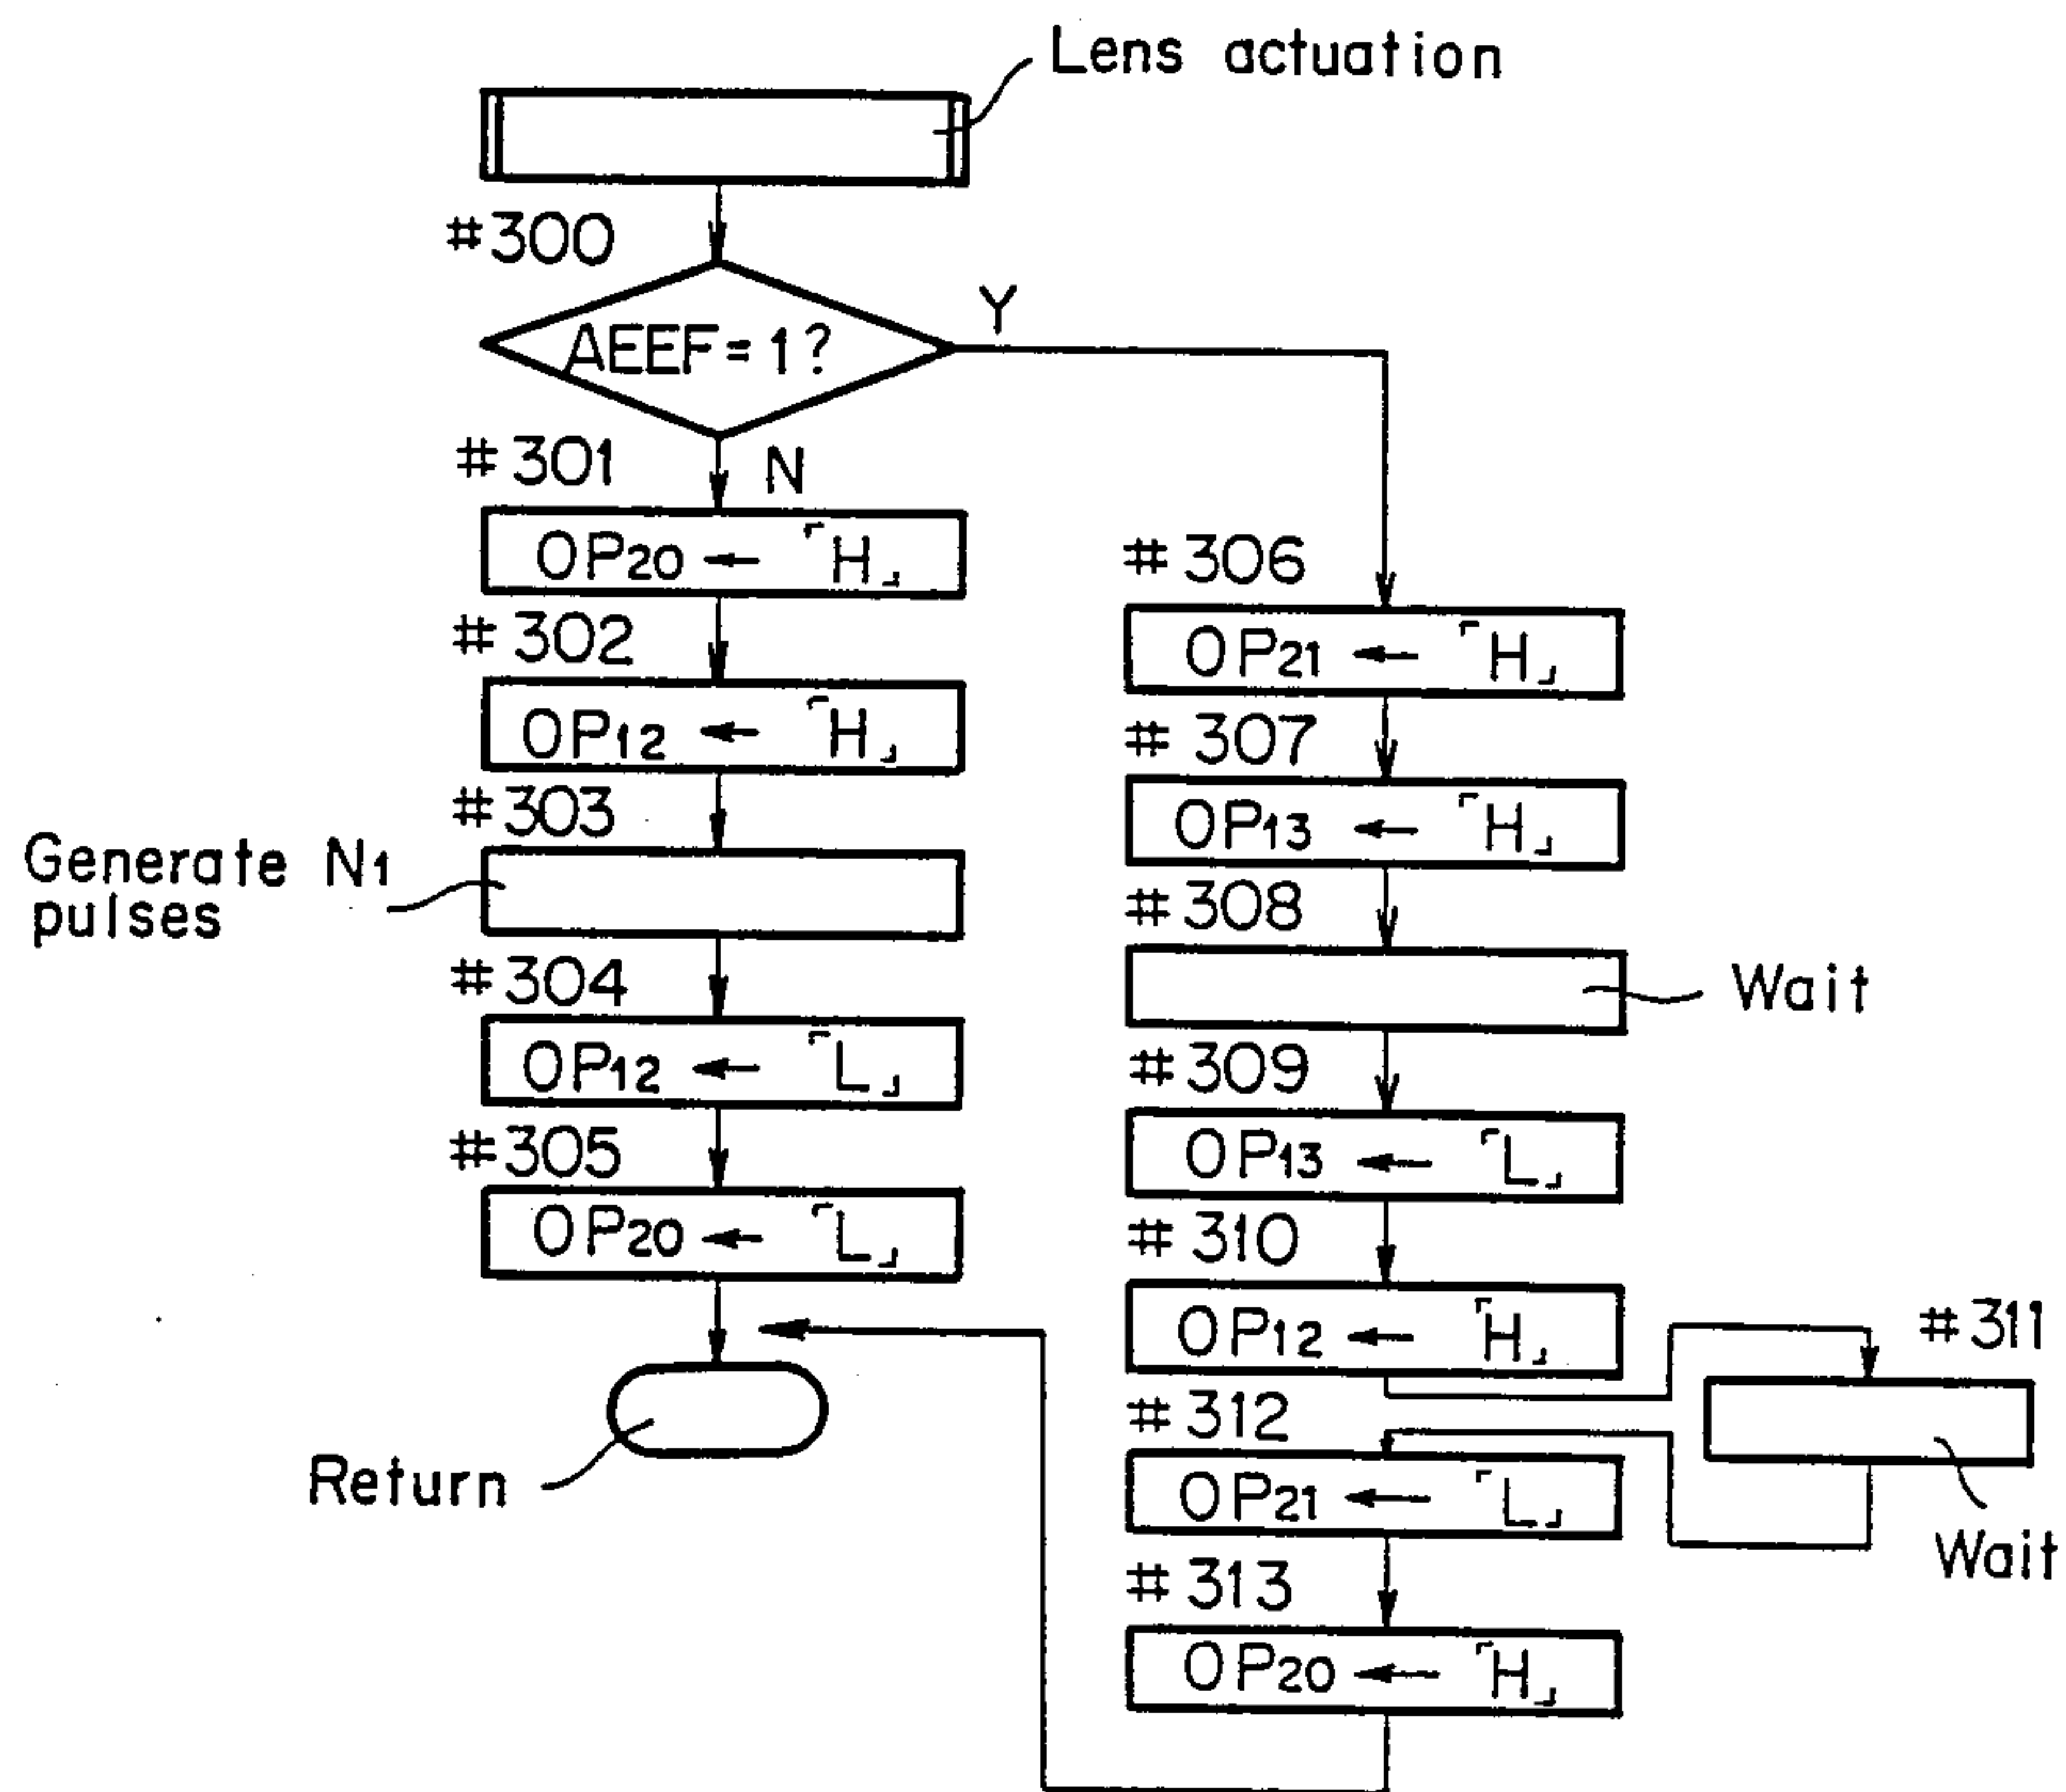 Lens actuation
#300
AEEF=1?
Y
N
#301
OP20 ← 「H」
#302
OP12 ← 「H」
#303
Generate N1
pulses
#304
OP12 ← 「L」
#305
OP20 ← 「L」
Return
#306
OP21 ← 「H」
#307
OP13 ← 「H」
#308
Wait
#309
OP13 ← 「L」
#310
OP12 ← 「H」
#311
Wait
#312
OP21 ← 「L」
#313
OP20 ← 「H」